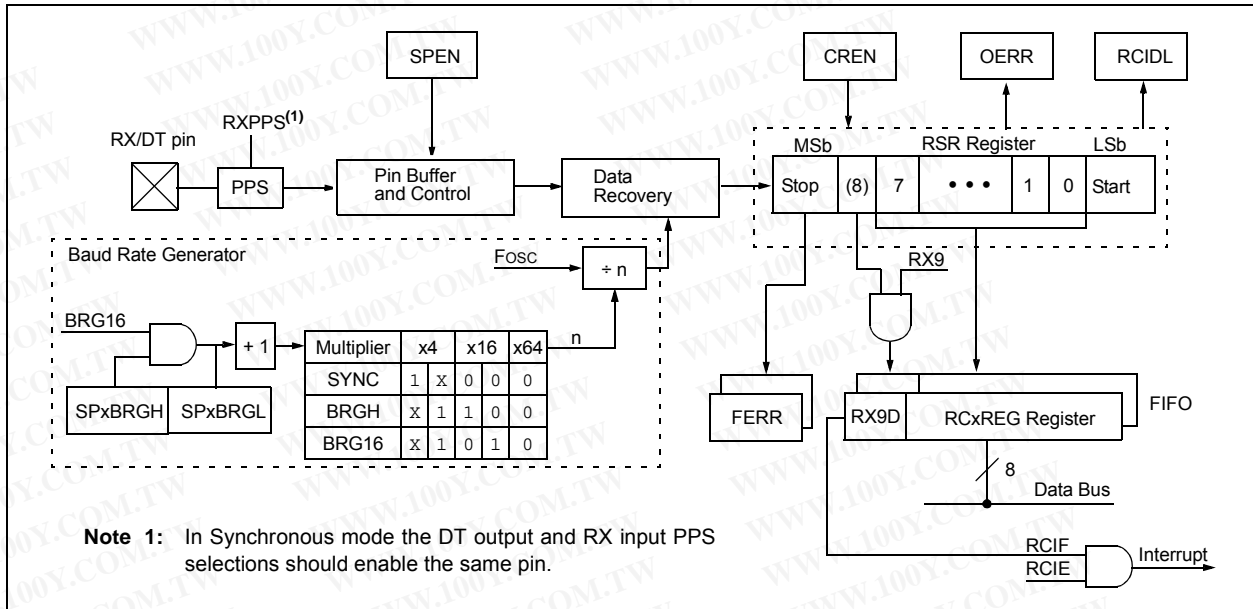 SPEN
CREN
OERR
RCIDL
RXPPS(1)
RX/DT pin
PPS
Pin Buffer
and Control
Data
Recovery
MSb
RSR Register
LSb
Stop
(8)
7
• • •
1
0
Start
Baud Rate Generator
FOSC
÷ n
RX9
BRG16
+ 1
Multiplier x4 x16 x64
n
SYNC 1 X 0 0 0
BRGH X 1 1 0 0
BRG16 X 1 0 1 0
SPxBRGH SPxBRGL
FERR
RX9D
RCxREG Register
FIFO
8
Data Bus
Note 1: In Synchronous mode the DT output and RX input PPS
selections should enable the same pin.
RCIF
RCIE
Interrupt
WWW.100Y.COM.TW